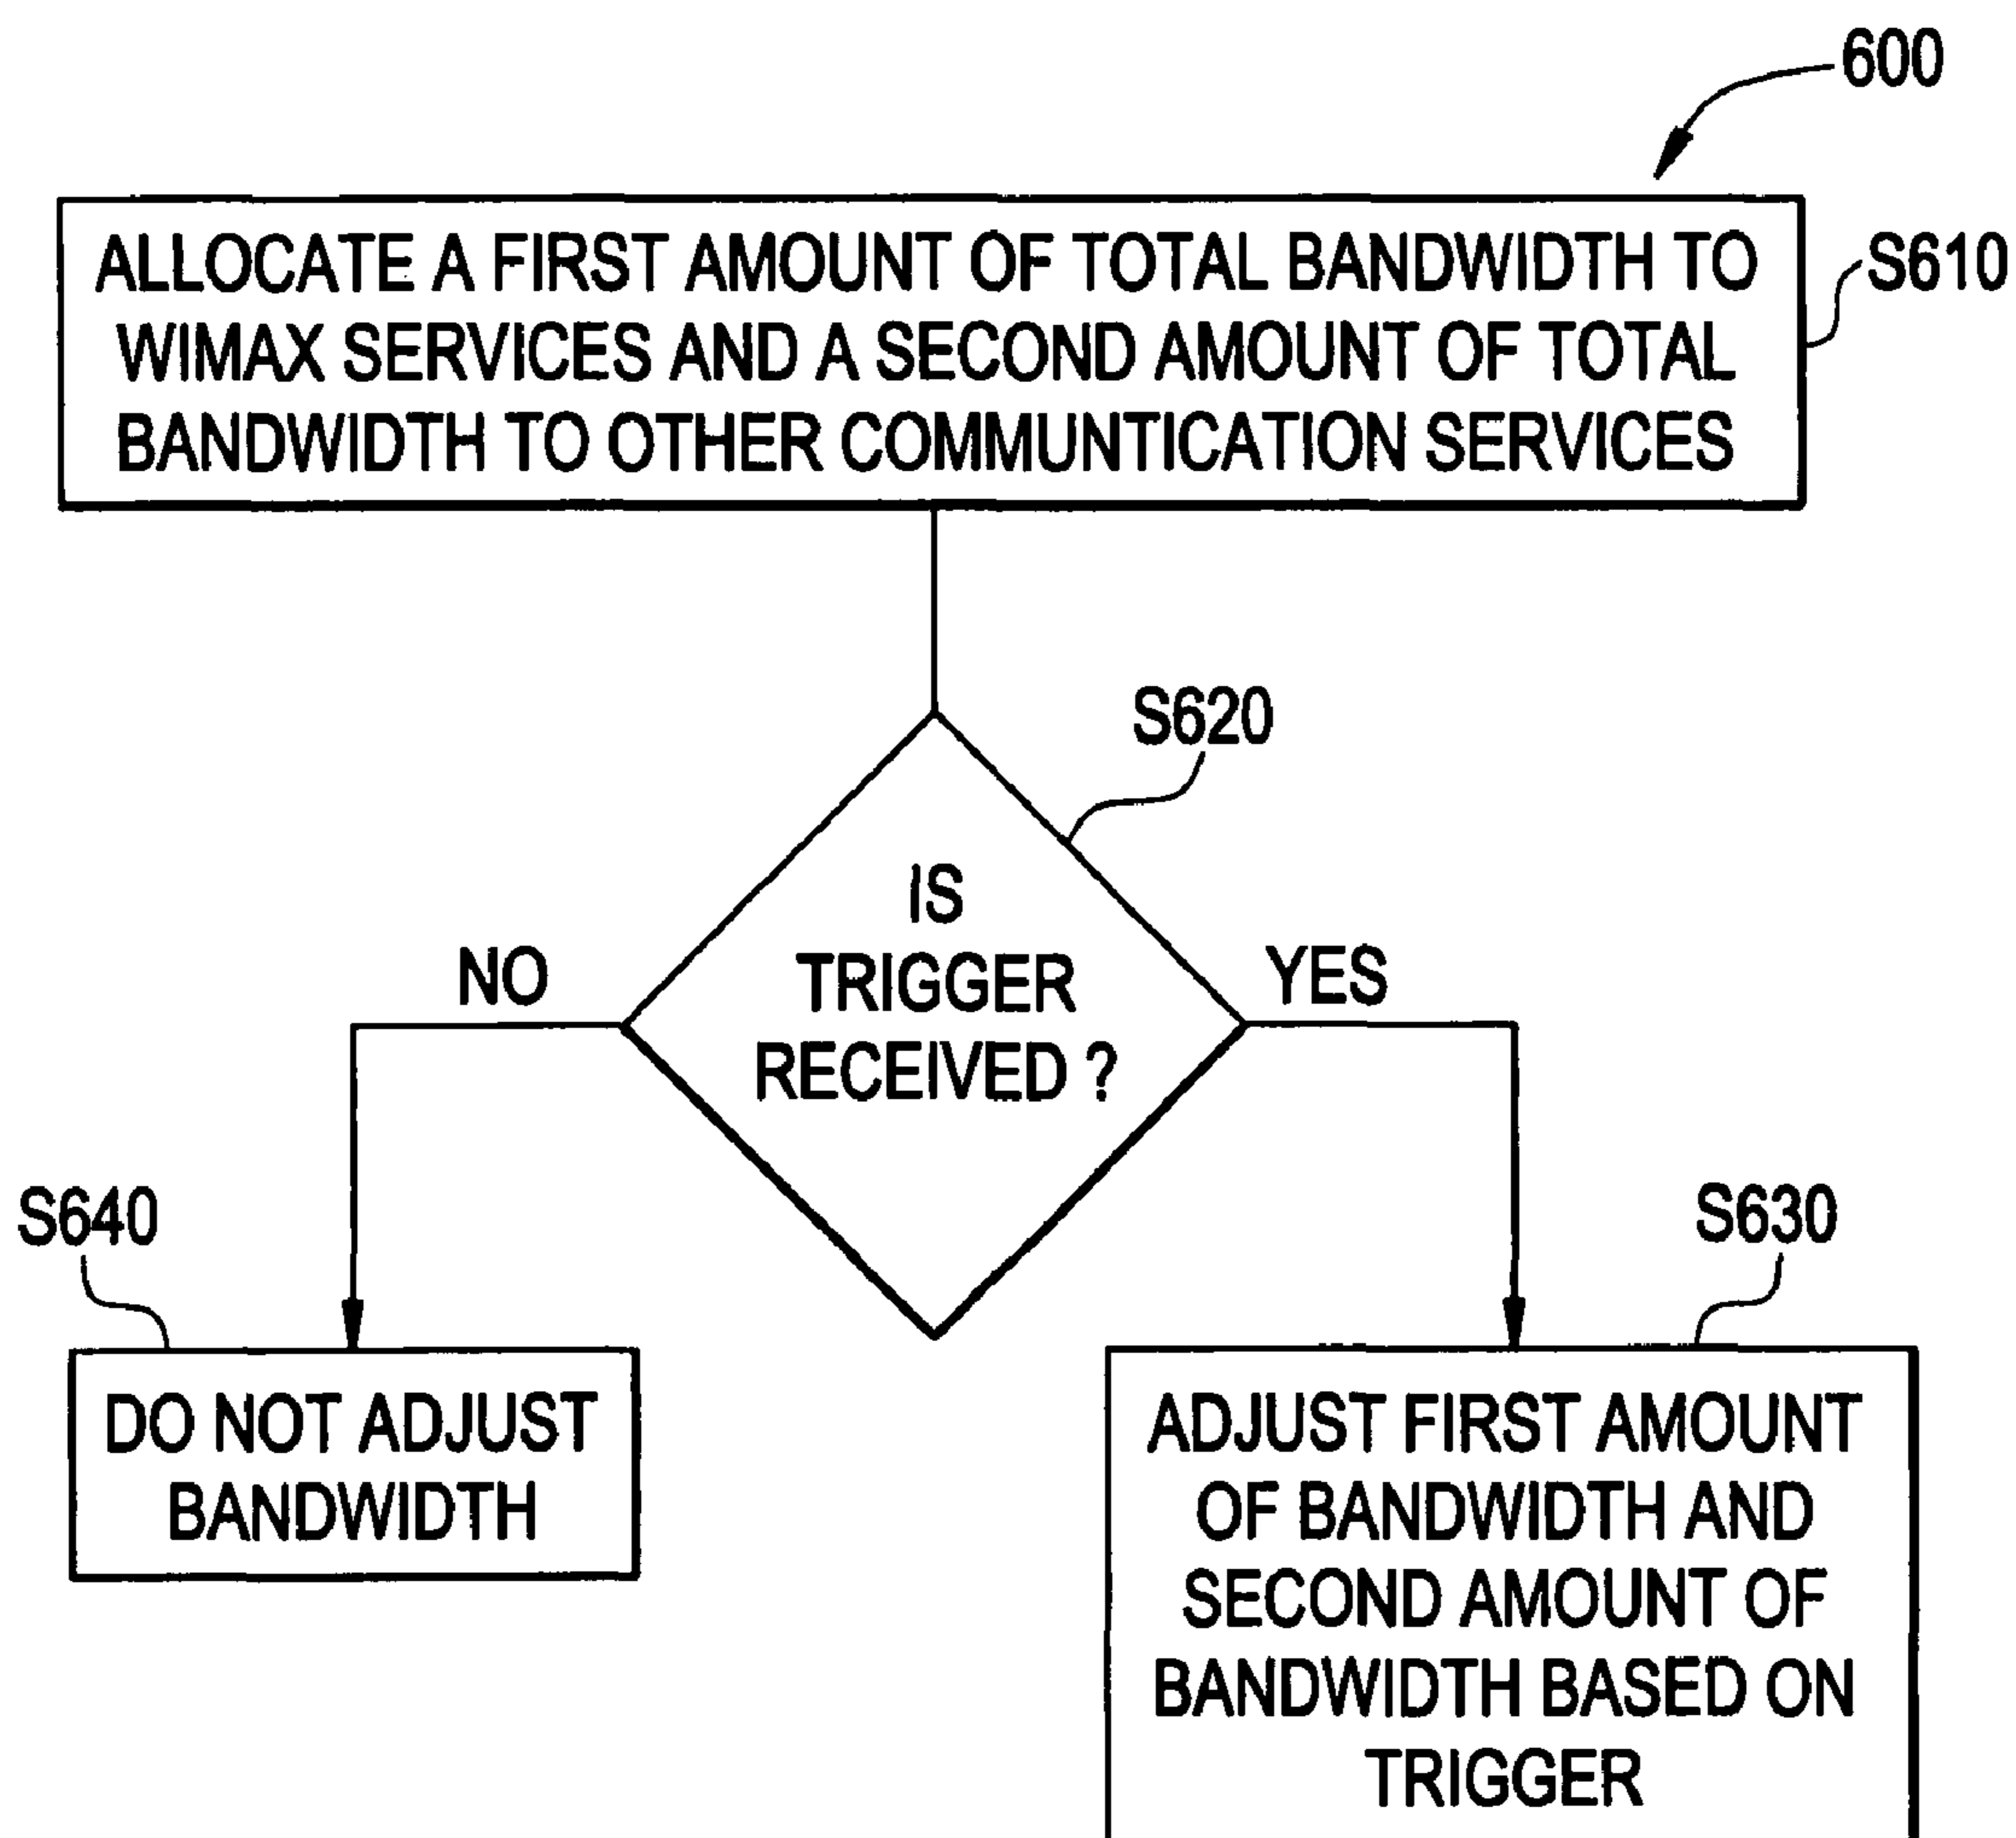 600
ALLOCATE A FIRST AMOUNT OF TOTAL BANDWIDTH TO
WIMAX SERVICES AND A SECOND AMOUNT OF TOTAL
BANDWIDTH TO OTHER COMMUNTICATION SERVICES
S610
S620
IS
TRIGGER
RECEIVED ?
NO
YES
S640
S630
DO NOT ADJUST
BANDWIDTH
ADJUST FIRST AMOUNT
OF BANDWIDTH AND
SECOND AMOUNT OF
BANDWIDTH BASED ON
TRIGGER